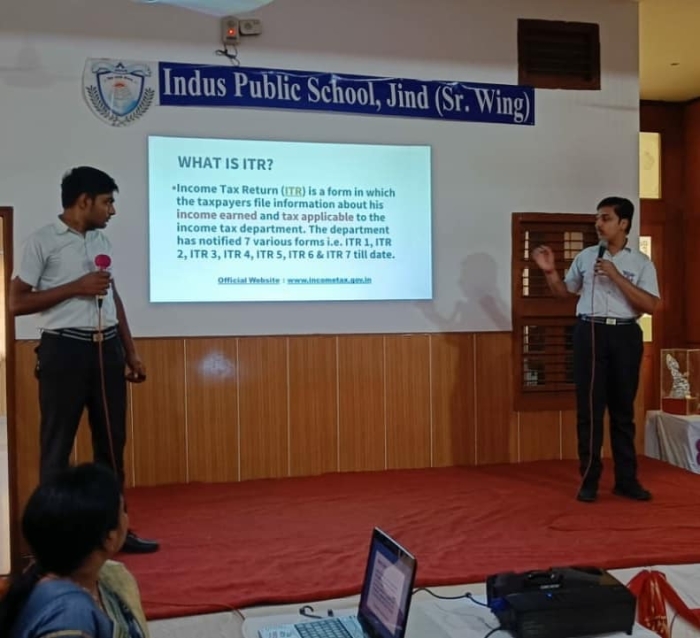 Indus Public School, Jind (Sr. Wing)
WHAT IS ITR?
•Income Tax Return (ITR) is a form in which
the taxpayers file information about his
income earned and tax applicable to the
income tax department. The department
has notified 7 various forms i.e. ITR 1, ITR
2, ITR 3, ITR 4, ITR 5, ITR 6 & ITR 7 till date.
Official Website : www.incometax.gov.in